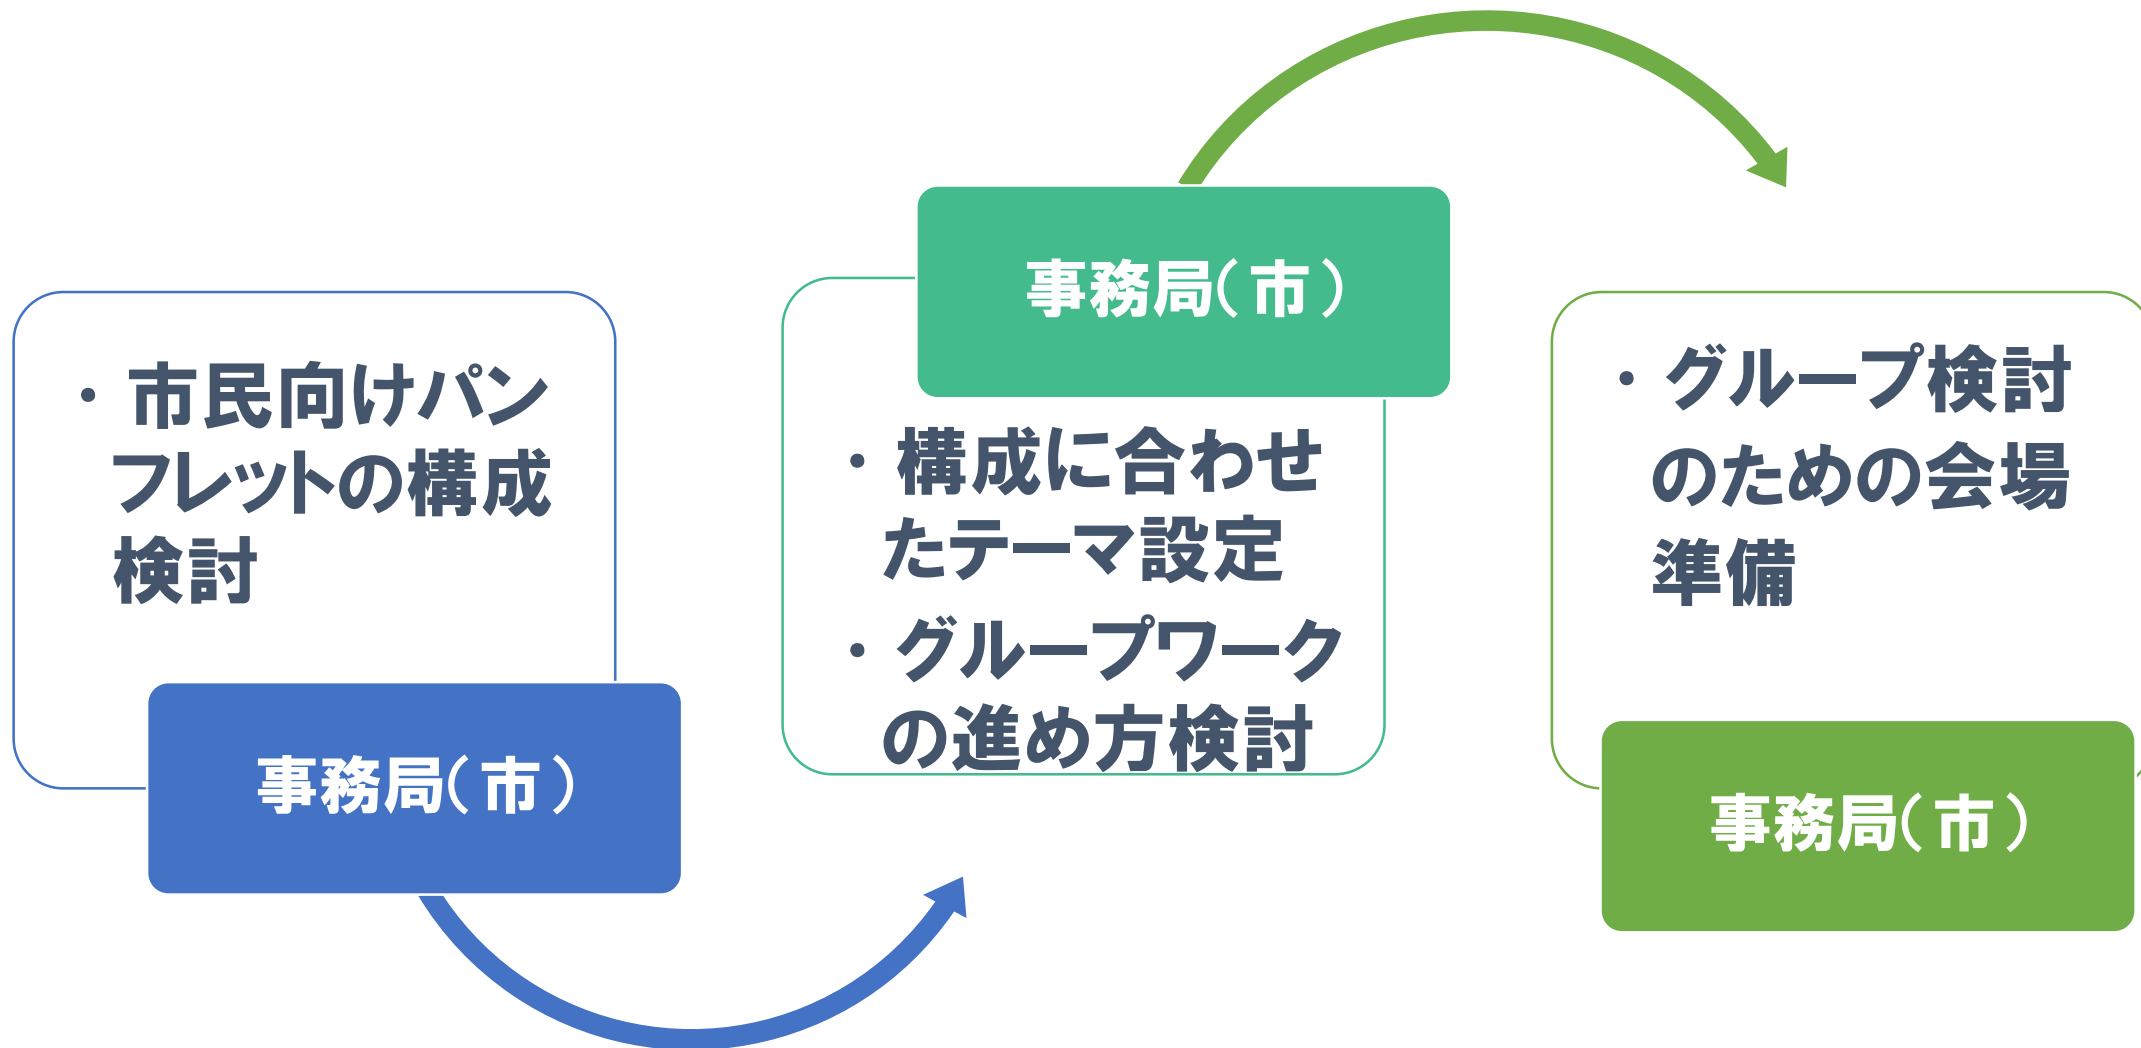 ・市民向けパン
フレットの構成
検討
事務局（市）
事務局（市）
・構成に合わせ
たテーマ設定
・グループワーク
の進め方検討
・グループ検討
のための会場
準備
事務局（市）